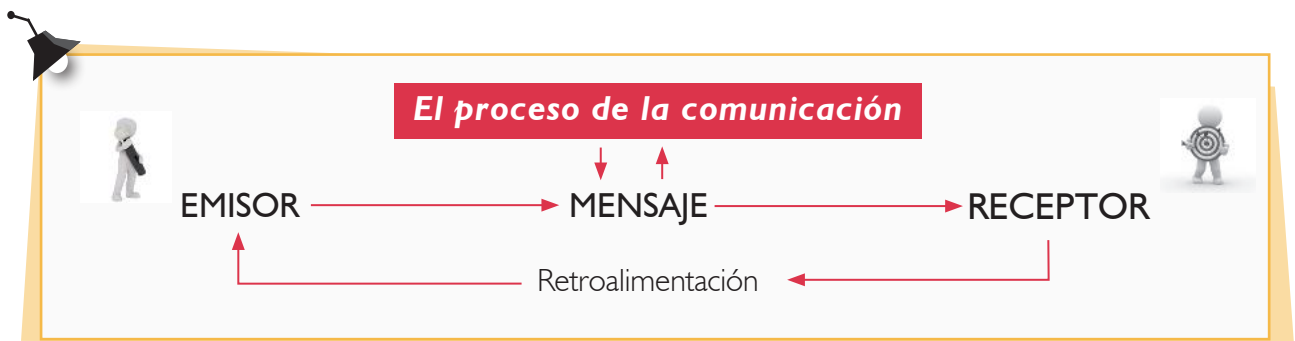 El proceso de la comunicación
EMISOR MENSAJE RECEPTOR
Retroalimentación